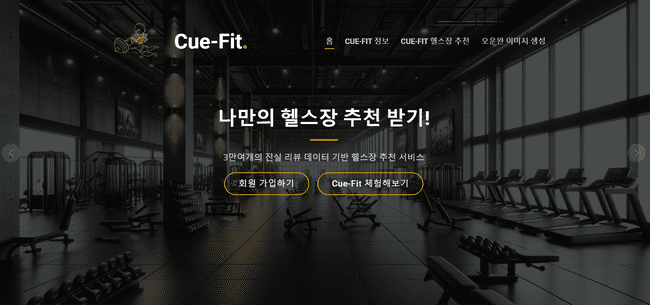 Cue-Fit.
홈
CUE-FIT 정보
CUE-FIT 헬스장 추천
오운완 이미지 생성
나만의 헬스장 추천 받기!
3만여개의 진실 리뷰 데이터 기반 헬스장 추천 서비스
회원 가입하기
Cue-Fit 체험해보기